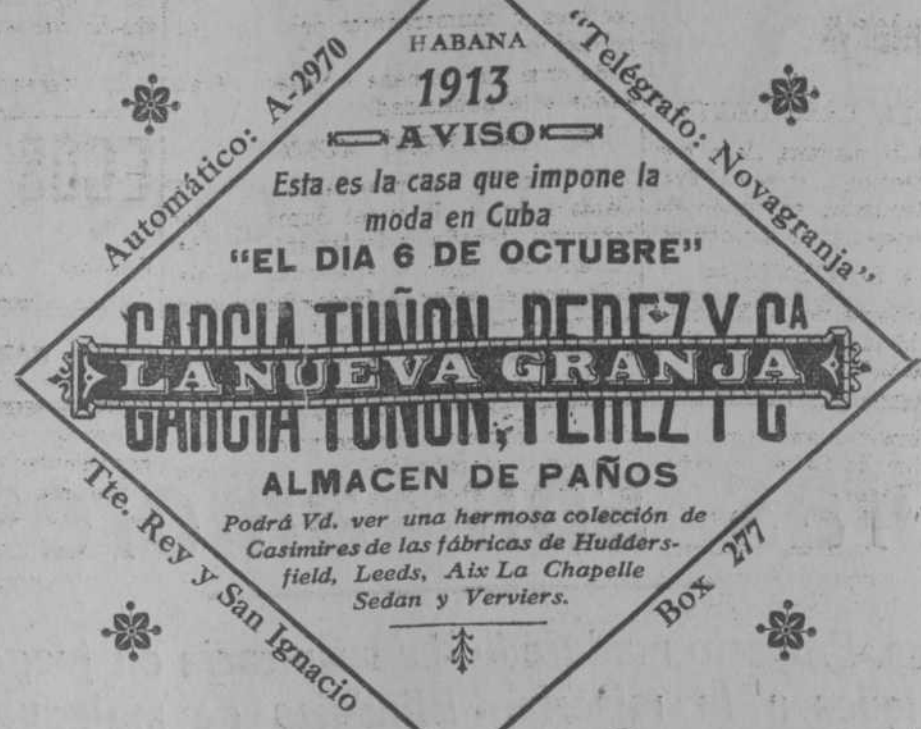 HABANA
1913
AVISO
Automático: A-2970
"Telégrafo: Novagranja"
Esta es la casa que impone la
moda en Cuba
"EL DIA 6 DE OCTUBRE"
GARCIA TUÑON, PEREZ Y Cª
LA NUEVA GRANJA
ALMACEN DE PAÑOS
Podrá Vd. ver una hermosa colección de
Casimires de las fábricas de Hudders-
field, Leeds, Aix La Chapelle
Sedan y Verviers.
Tte. Rey y San Ignacio
Box 277